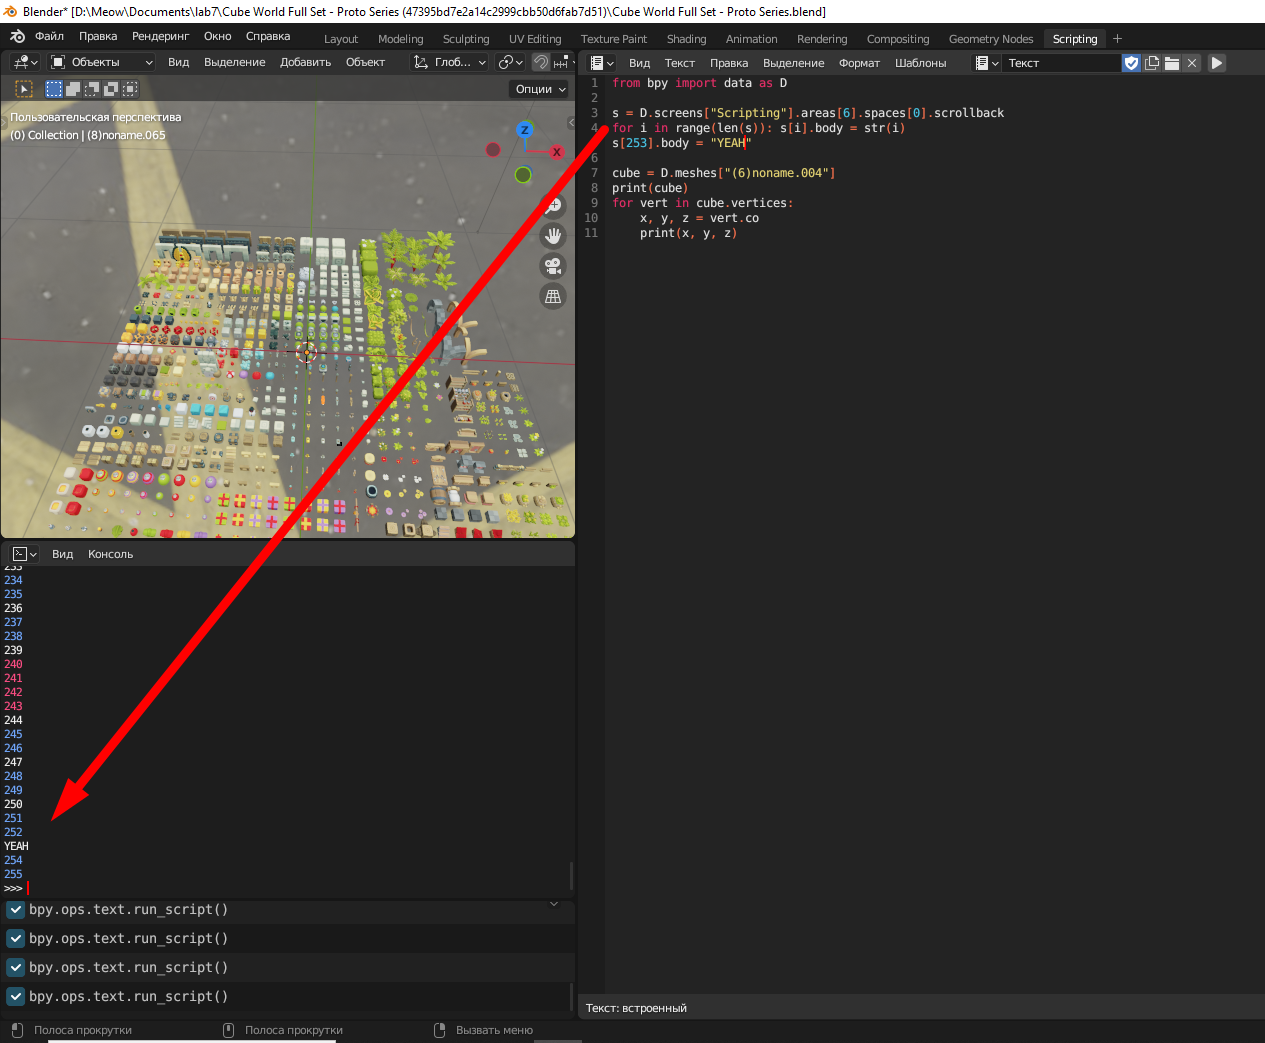 Blender* [D:\Meow\Documents\lab7\Cube World Full Set - Proto Series (47395bd7e2a14c2999cbb50d6fab7d51)\Cube World Full Set - Proto Series.blend]
Файл Правка Рендеринг Окно Справка Layout Modeling Sculpting UV Editing Texture Paint Shading Animation Rendering Compositing Geometry Nodes Scripting +
Объекты Вид Выделение Добавить Объект Глоб...
Опции
Пользовательская перспектива
(0) Collection | (8)noname.065
Z
X
Вид Текст Правка Выделение Формат Шаблоны Текст
1 from bpy import data as D
2
3 s = D.screens["Scripting"].areas[6].spaces[0].scrollback
4 for i in range(len(s)): s[i].body = str(i)
s[253].body = "YEAH"
6
7 cube = D.meshes["(6)noname.004"]
8 print(cube)
9 for vert in cube.vertices:
10 x, y, z = vert.co
11 print(x, y, z)
Вид Консоль
233
234
235
236
237
238
239
240
241
242
243
244
245
246
247
248
249
250
251
252
YEAH
254
255
>>>
bpy.ops.text.run_script()
bpy.ops.text.run_script()
bpy.ops.text.run_script()
bpy.ops.text.run_script()
Текст: встроенный
Полоса прокрутки Полоса прокрутки Вызвать меню